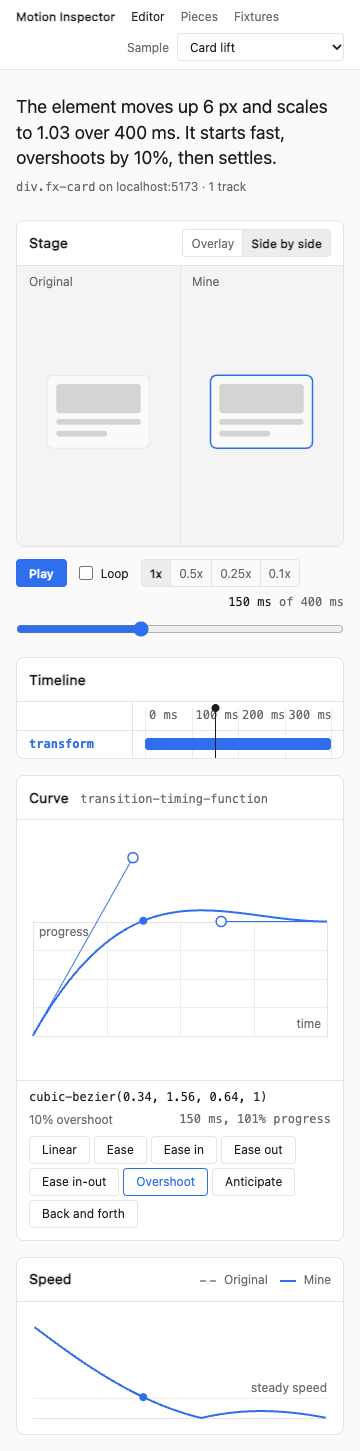 Motion Inspector Editor Pieces Fixtures
Sample Card lift
The element moves up 6 px and scales
to 1.03 over 400 ms. It starts fast,
overshoots by 10%, then settles.
div.fx-card on localhost:5173 · 1 track
Stage Overlay Side by side
Original Mine
Play Loop 1x 0.5x 0.25x 0.1x
150 ms of 400 ms
Timeline
0 ms 100 ms 200 ms 300 ms
transform
Curve transition-timing-function
progress
time
cubic-bezier(0.34, 1.56, 0.64, 1)
10% overshoot 150 ms, 101% progress
Linear Ease Ease in Ease out
Ease in-out Overshoot Anticipate
Back and forth
Speed Original Mine
steady speed